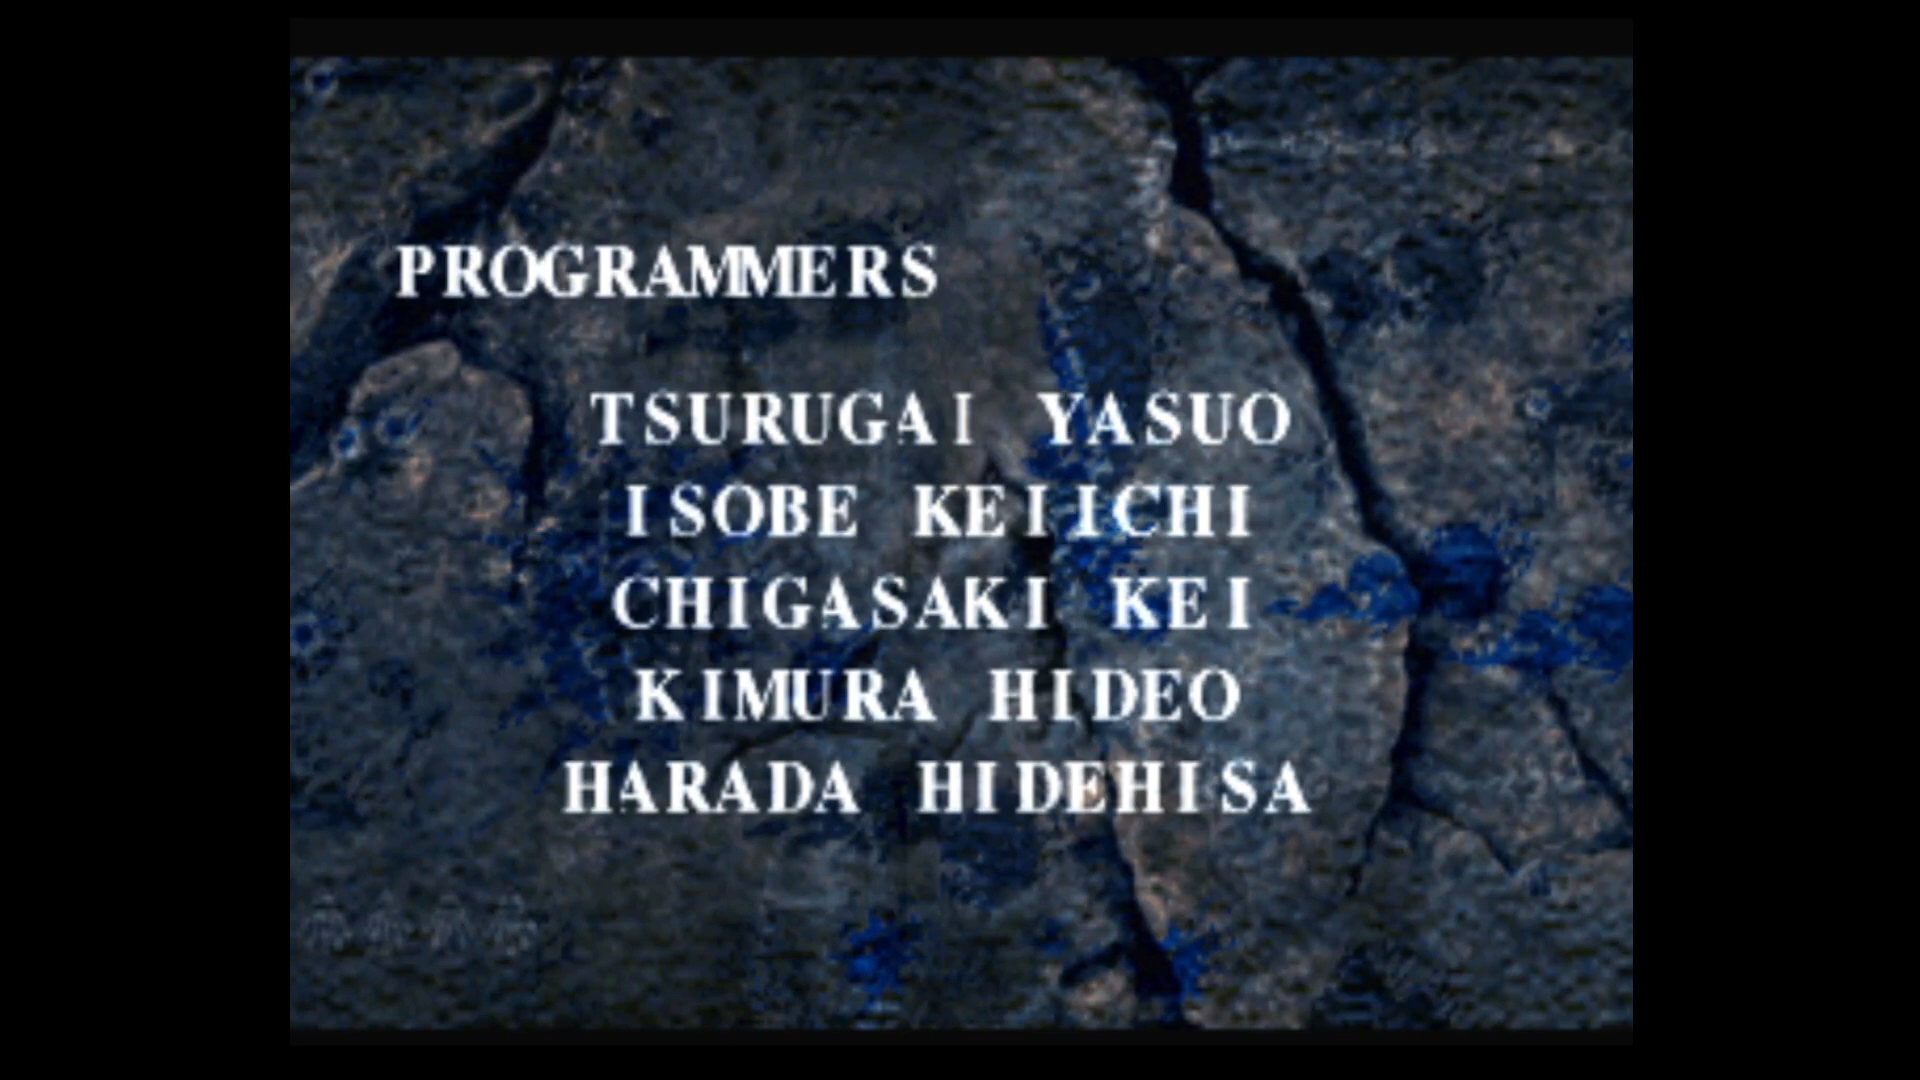 PROGRAMMERS
TSURUGAI YASUO
ISOBE KEIICHI
CHIGASAKI KEI
KIMURA HIDEO
HARADA HIDEHISA